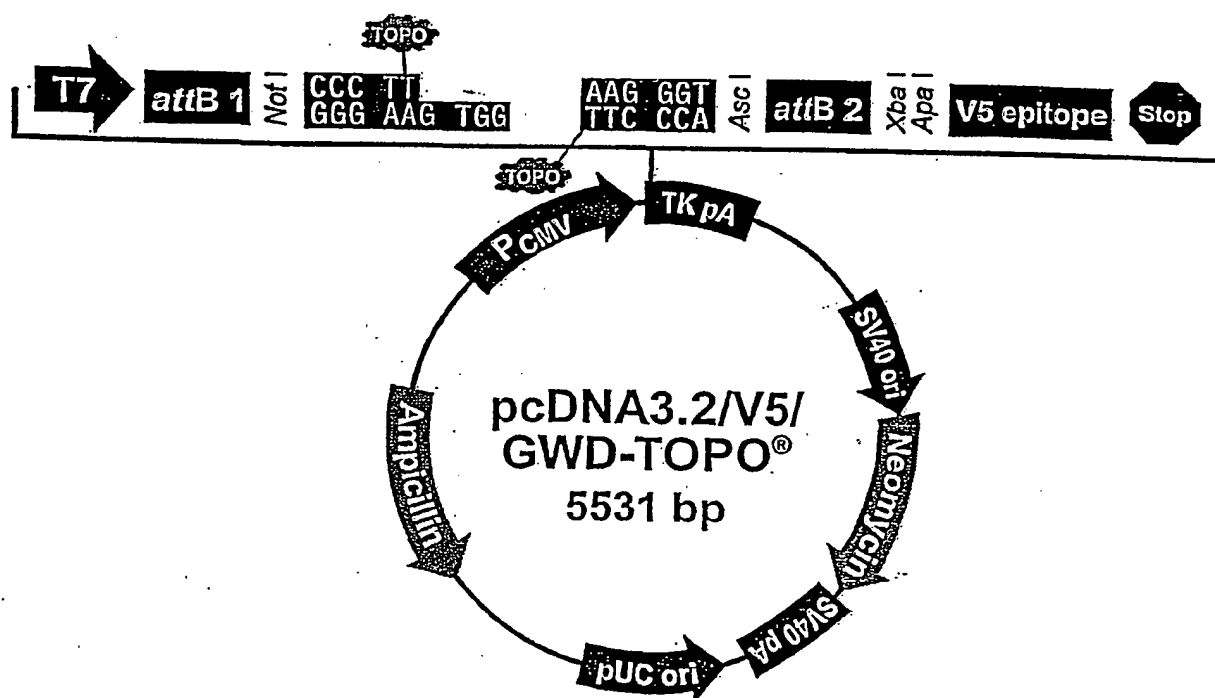 TOPO
T7
attB 1
Not I
CCC TT
GGG AAG TGG
AAG GGT
TTC CCA
Asc I
attB 2
Xba I
Apa I
V5 epitope
Stop
TOPO
PCMV
TK pA
SV40 ori
Neomycin
SV40 pA
pUC ori
Ampicillin
pcDNA3.2/V5/
GWD-TOPO®
5531 bp